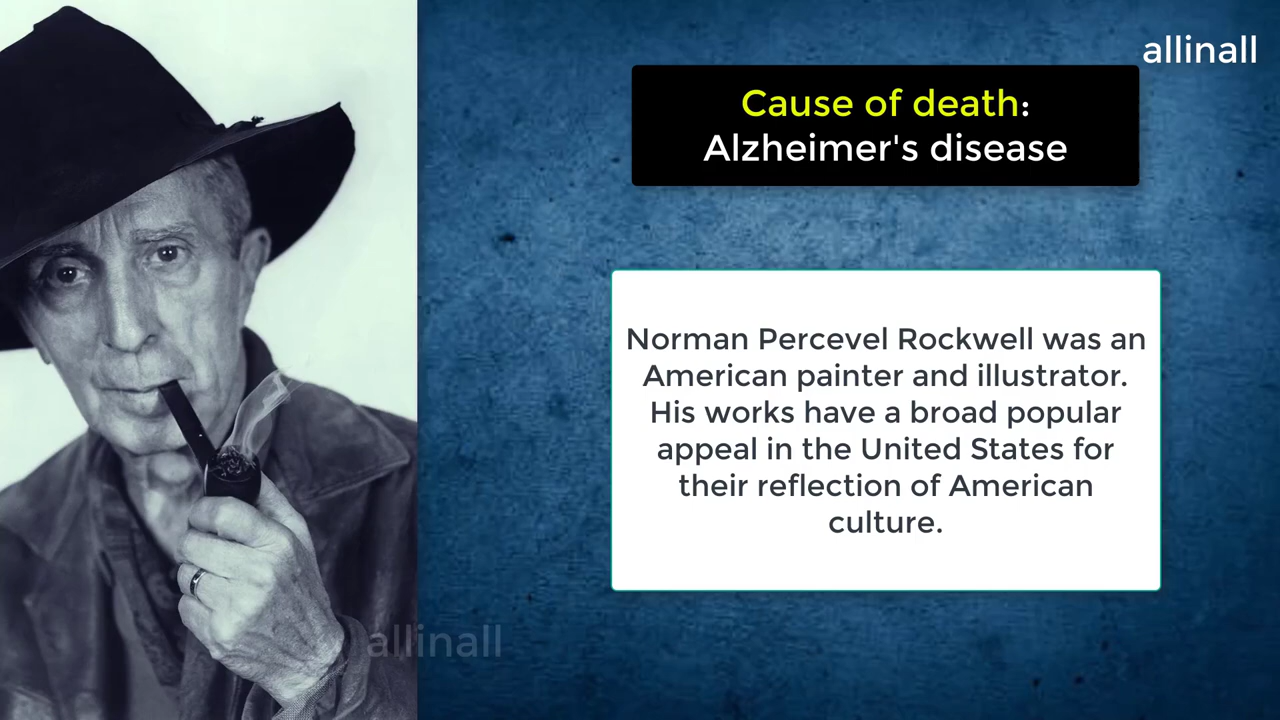 allinall
Cause of death:
Alzheimer's disease
Norman Percevel Rockwell was an
American painter and illustrator.
His works have a broad popular
appeal in the United States for
their reflection of American
culture.
allinall